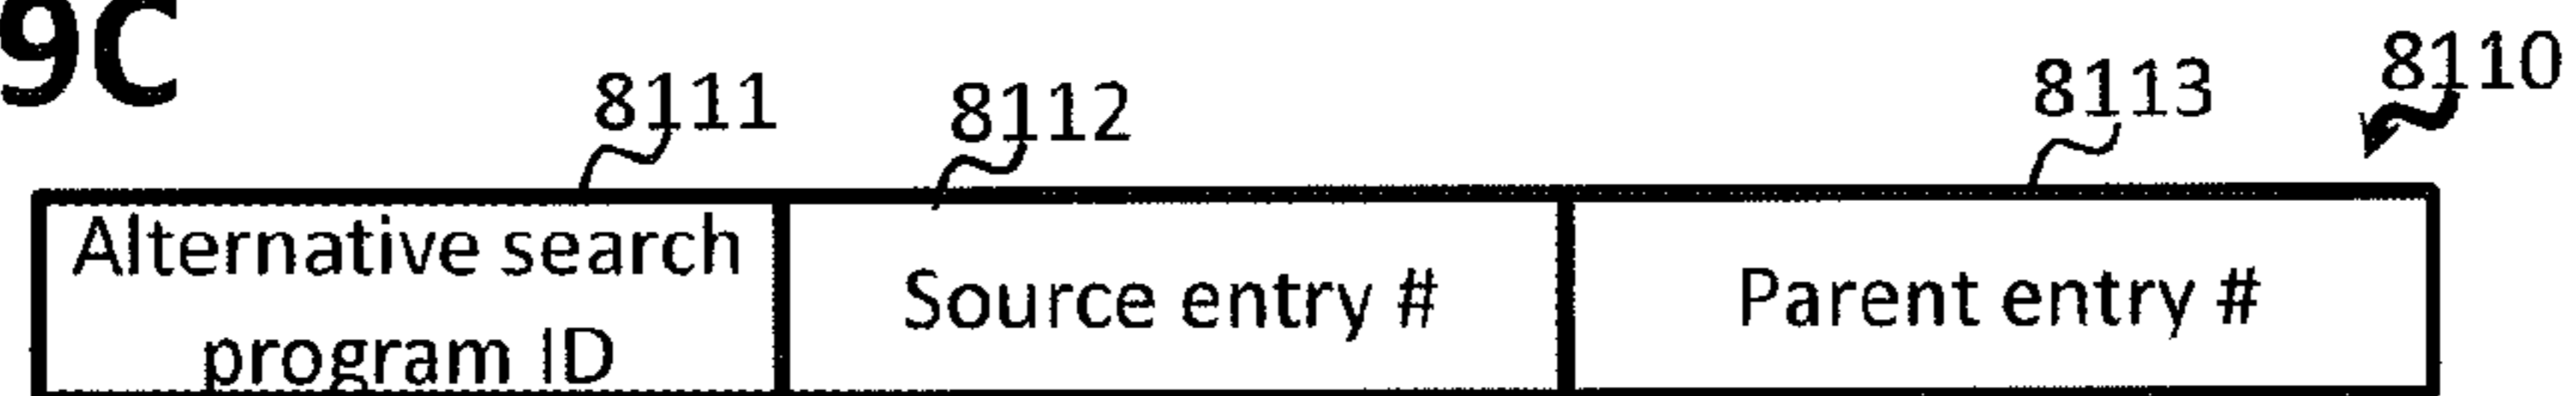 9C
8111 8112 8113 8110
Alternative search
program ID
Source entry #
Parent entry #